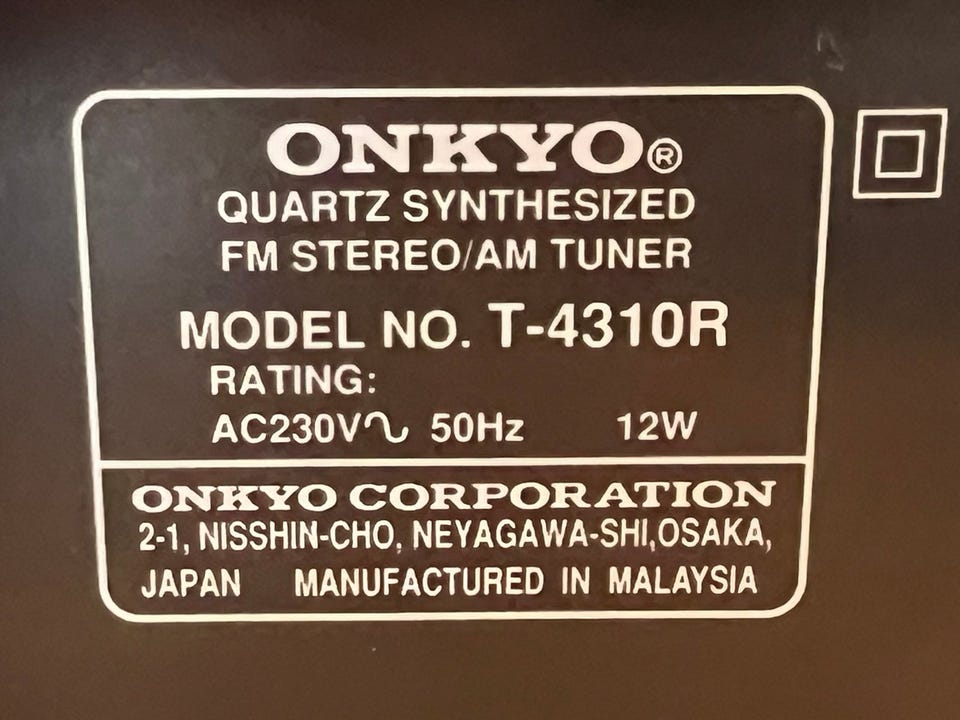 ONKYO®
QUARTZ SYNTHESIZED
FM STEREO/AM TUNER
MODEL NO. T-4310R
RATING:
AC230V∿ 50Hz 12W
ONKYO CORPORATION
2-1, NISSHIN-CHO, NEYAGAWA-SHI,OSAKA,
JAPAN MANUFACTURED IN MALAYSIA